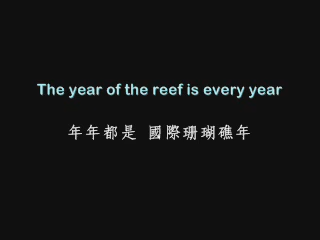 The year of the reef is every year
年年都是 國際珊瑚礁年